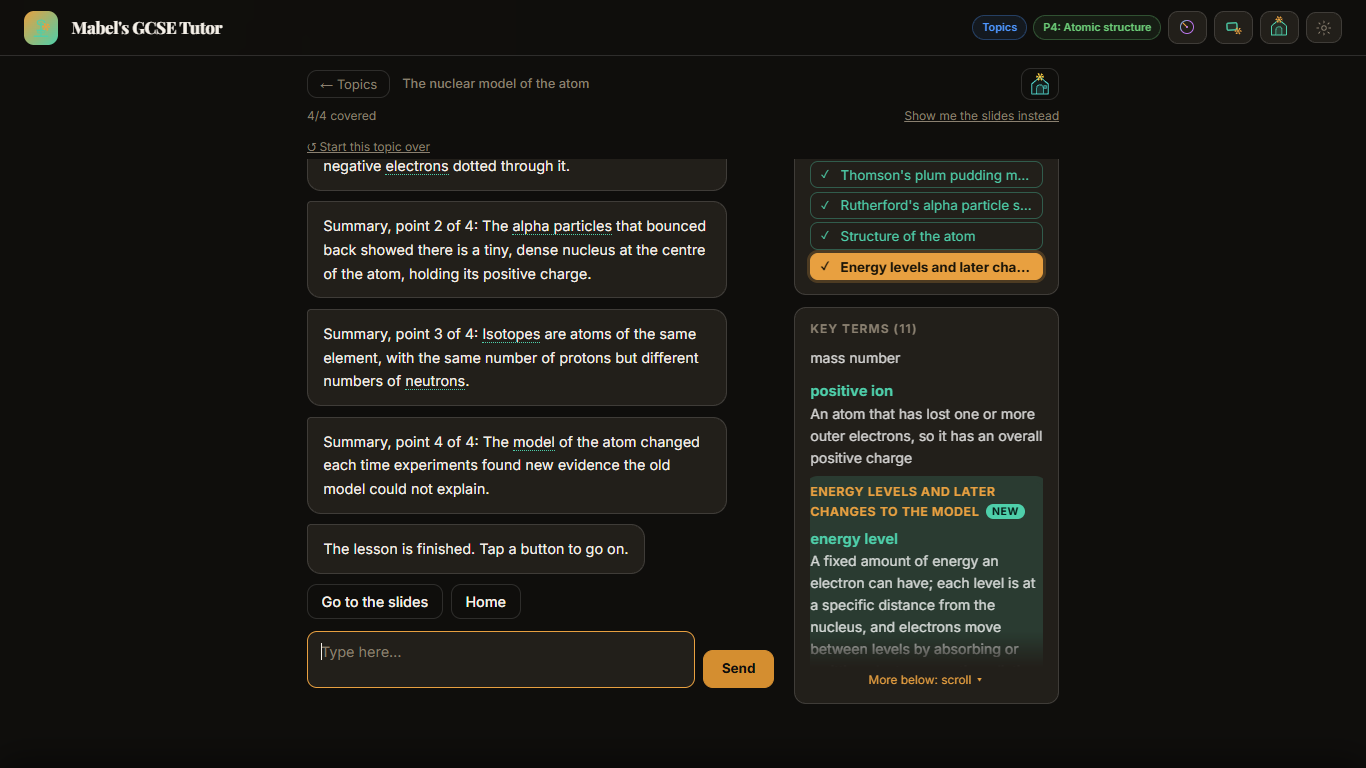 Mabel's GCSE Tutor
Topics
P4: Atomic structure
← Topics
The nuclear model of the atom
4/4 covered
Show me the slides instead
↺ Start this topic over
negative electrons dotted through it.
Summary, point 2 of 4: The alpha particles that bounced
back showed there is a tiny, dense nucleus at the centre
of the atom, holding its positive charge.
Summary, point 3 of 4: Isotopes are atoms of the same
element, with the same number of protons but different
numbers of neutrons.
Summary, point 4 of 4: The model of the atom changed
each time experiments found new evidence the old
model could not explain.
The lesson is finished. Tap a button to go on.
Go to the slides
Home
Type here...
Send
✓ Thomson's plum pudding m...
✓ Rutherford's alpha particle s...
✓ Structure of the atom
✓ Energy levels and later cha...
KEY TERMS (11)
mass number
positive ion
An atom that has lost one or more
outer electrons, so it has an overall
positive charge
ENERGY LEVELS AND LATER
CHANGES TO THE MODEL NEW
energy level
A fixed amount of energy an
electron can have; each level is at
a specific distance from the
nucleus, and electrons move
between levels by absorbing or
More below: scroll ▾